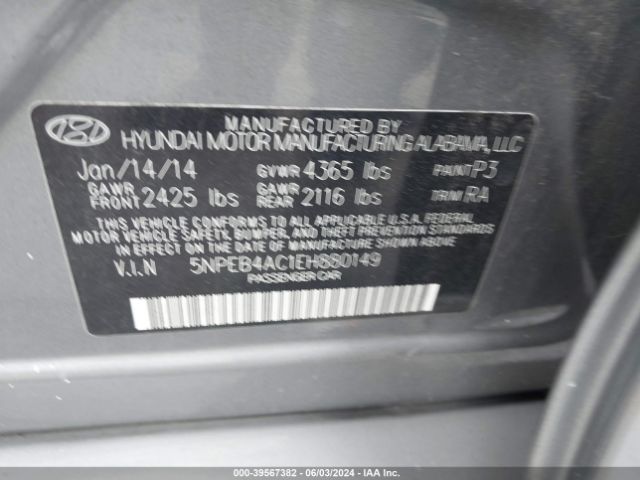 MANUFACTURED BY
HYUNDAI MOTOR MANUFACTURING ALABAMA, LLC
Jan/14/14 GVWR 4365 lbs PAINT P3
GAWR FRONT 2425 lbs GAWR REAR 2116 lbs TRIM RA
THIS VEHICLE CONFORMS TO ALL APPLICABLE U.S.A. FEDERAL
MOTOR VEHICLE SAFETY, BUMPER, AND THEFT PREVENTION STANDARDS
IN EFFECT ON THE DATE OF MANUFACTURE SHOWN ABOVE.
V.I.N 5NPEB4AC1EH880149
PASSENGER CAR
000-39567382 - 06/03/2024 - IAA Inc.